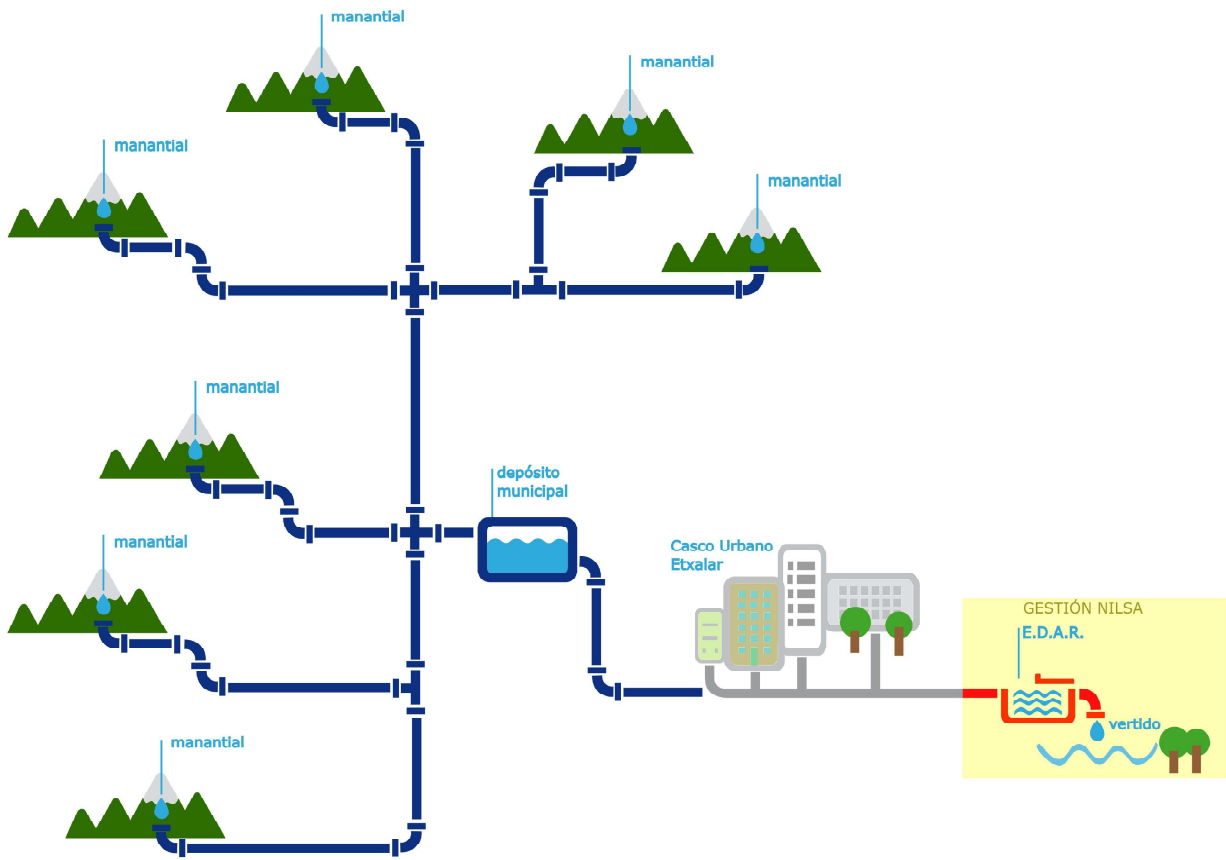 manantial
manantial
manantial
manantial
manantial
depósito
municipal
manantial
Casco Urbano
Etxalar
GESTIÓN NILSA
E.D.A.R.
vertido
manantial